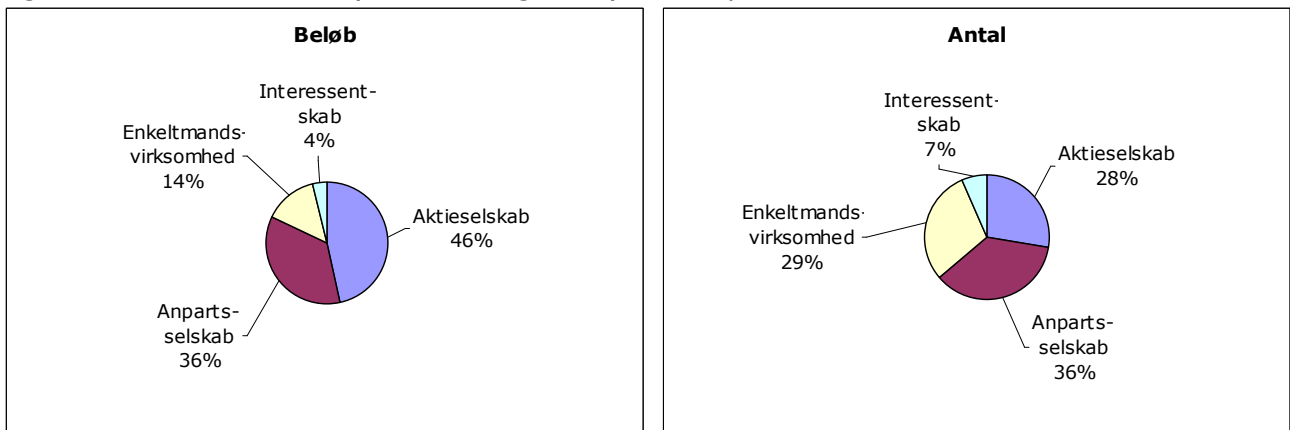 Beløb
Interessent-
skab
4%
Enkeltmands-
virksomhed
14%
Aktieselskab
46%
Anparts-
selskab
36%
Antal
Interessent-
skab
7%
Aktieselskab
28%
Enkeltmands-
virksomhed
29%
Anparts-
selskab
36%